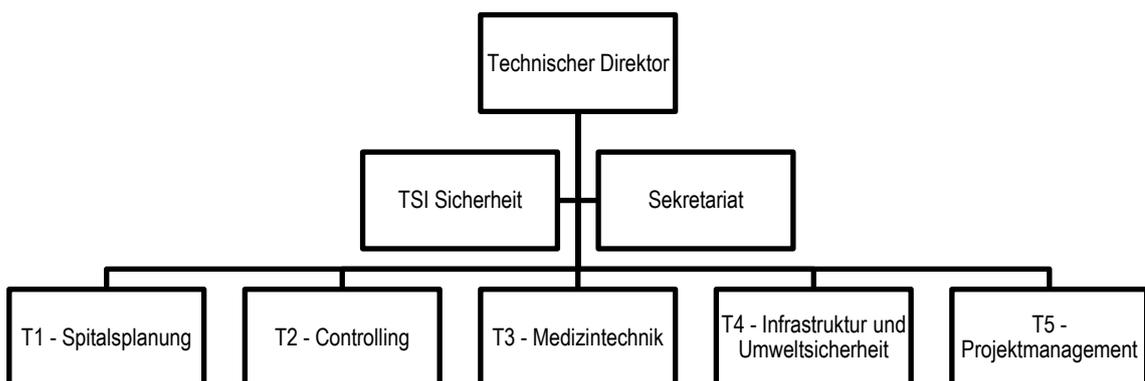 Technischer Direktor
TSI Sicherheit
Sekretariat
T1 - Spitalsplanung
T2 - Controlling
T3 - Medizintechnik
T4 - Infrastruktur und
Umweltsicherheit
T5 -
Projektmanagement